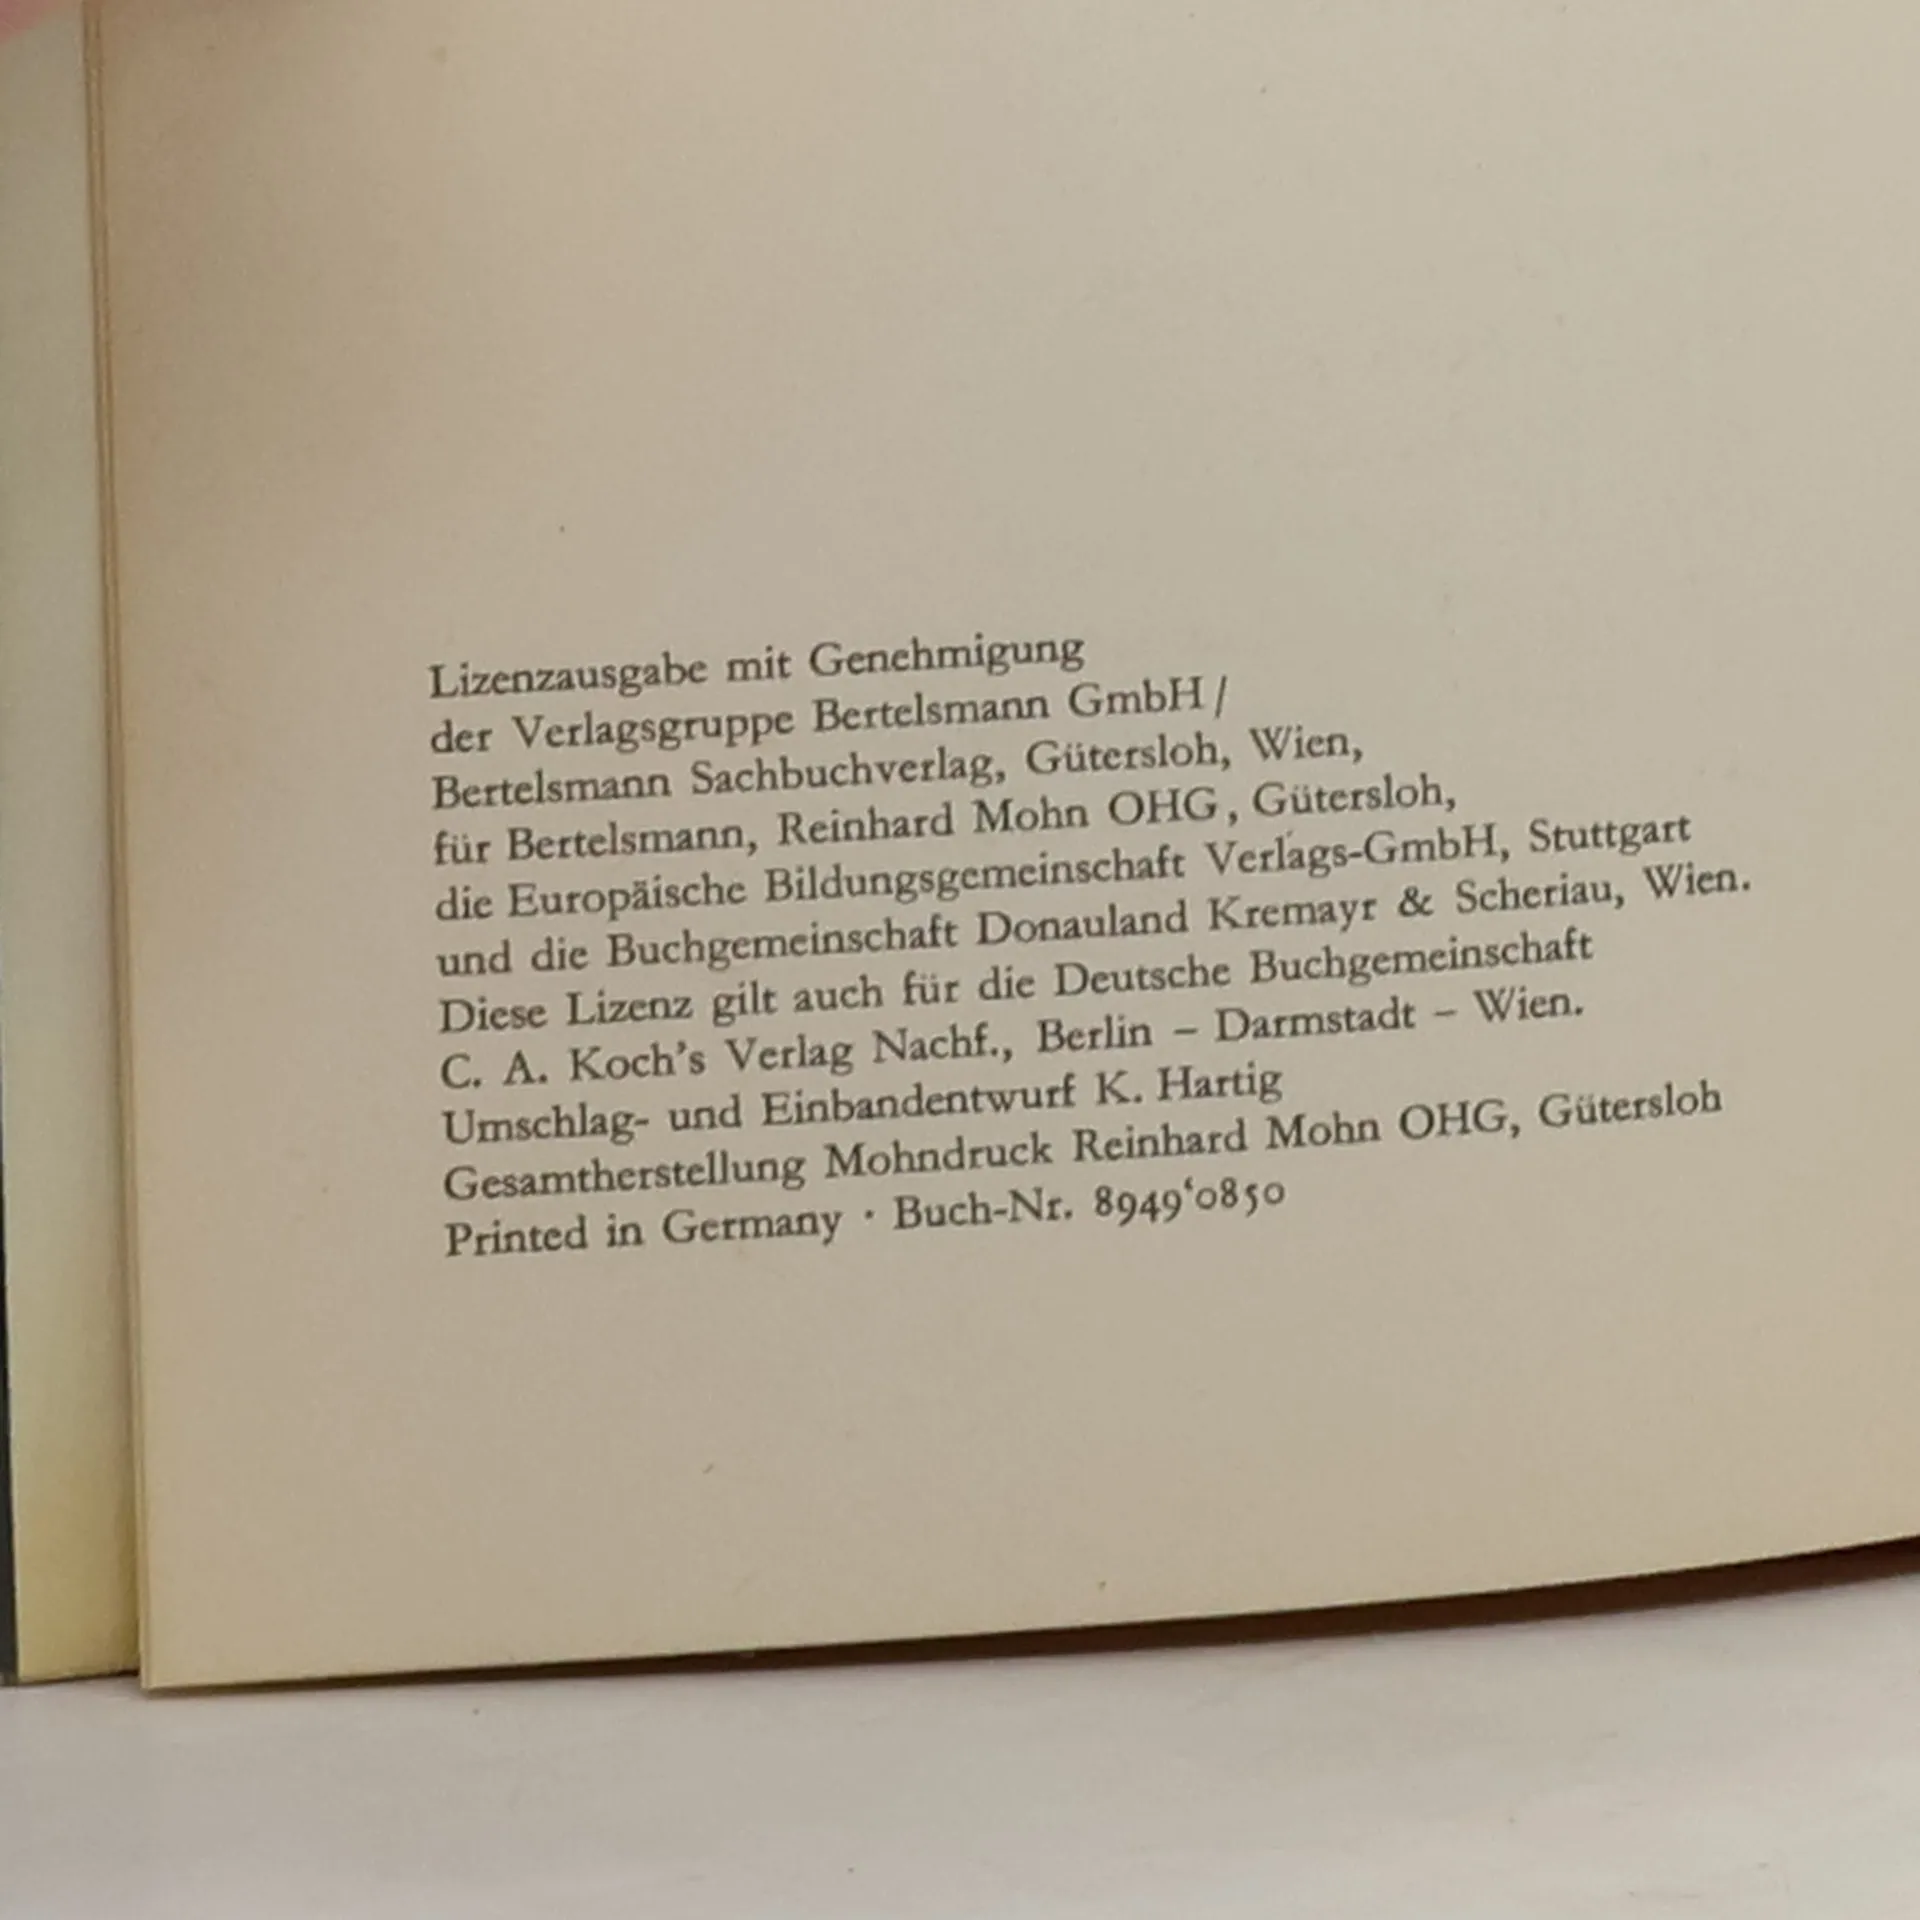 Lizenzausgabe mit Genehmigung
der Verlagsgruppe Bertelsmann GmbH/
Bertelsmann Sachbuchverlag, Gütersloh, Wien,
für Bertelsmann, Reinhard Mohn OHG, Gütersloh,
die Europäische Bildungsgemeinschaft Verlags-GmbH, Stuttgart
und die Buchgemeinschaft Donauland Kremayr & Scheriau, Wien.
Diese Lizenz gilt auch für die Deutsche Buchgemeinschaft
C. A. Koch’s Verlag Nachf., Berlin – Darmstadt – Wien.
Umschlag- und Einbandentwurf K. Hartig
Gesamtherstellung Mohndruck Reinhard Mohn OHG, Gütersloh
Printed in Germany · Buch-Nr. 8949‘0850